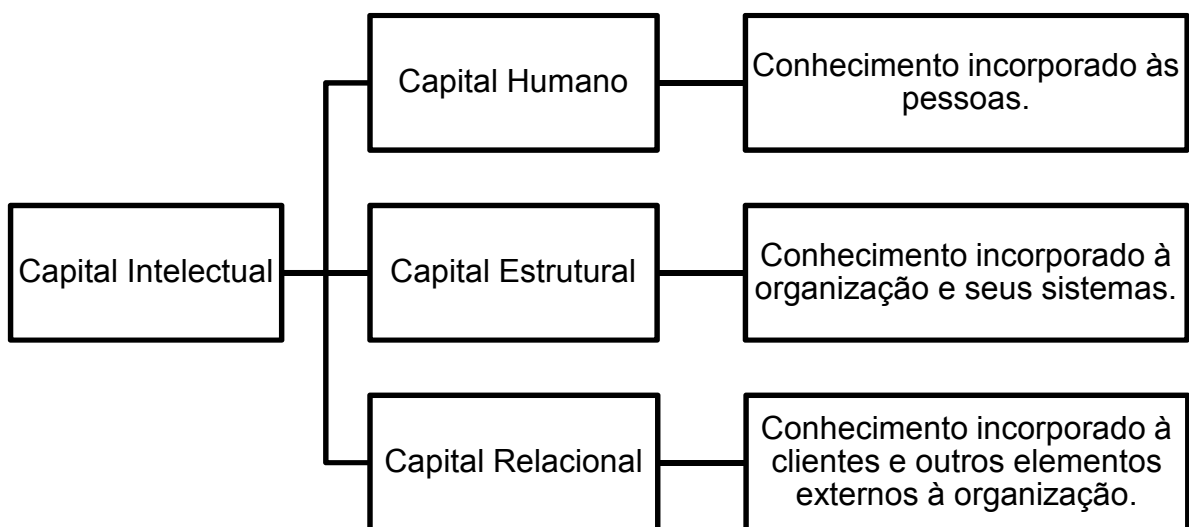 Capital Humano
Conhecimento incorporado às
pessoas.
Capital Intelectual
Capital Estrutural
Conhecimento incorporado à
organização e seus sistemas.
Capital Relacional
Conhecimento incorporado à
clientes e outros elementos
externos à organização.